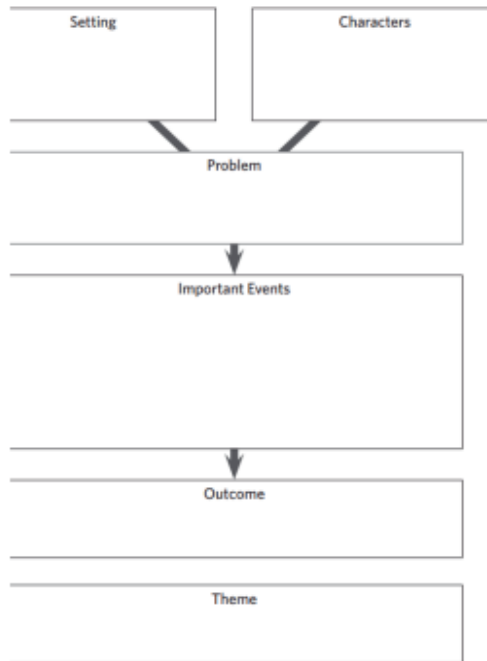 Setting
Characters
Problem
Important Events
Outcome
Theme